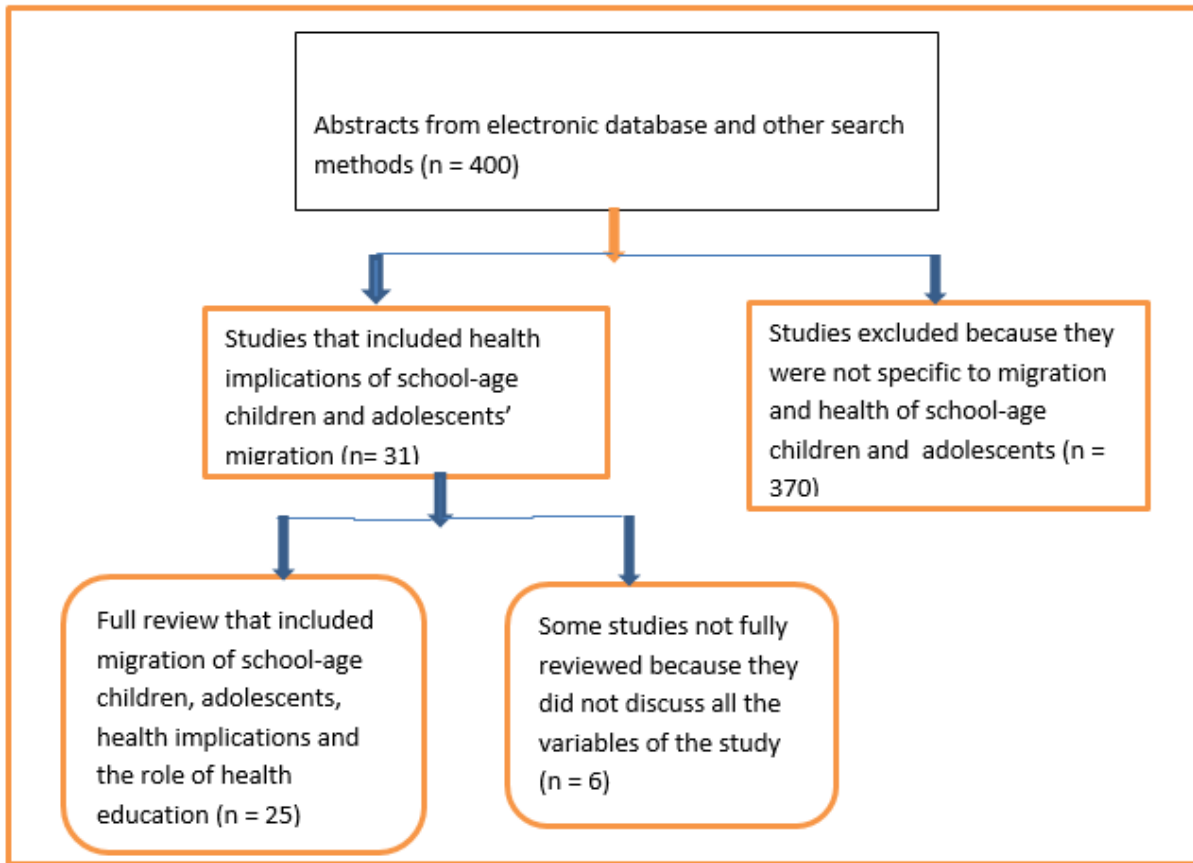 Abstracts from electronic database and other search
methods (n = 400)
Studies that included health
implications of school-age
children and adolescents’
migration (n= 31)
Studies excluded because they
were not specific to migration
and health of school-age
children and  adolescents (n =
370)
Full review that included
migration of school-age
children, adolescents,
health implications and
the role of health
education (n = 25)
Some studies not fully
reviewed because they
did not discuss all the
variables of the study
(n = 6)